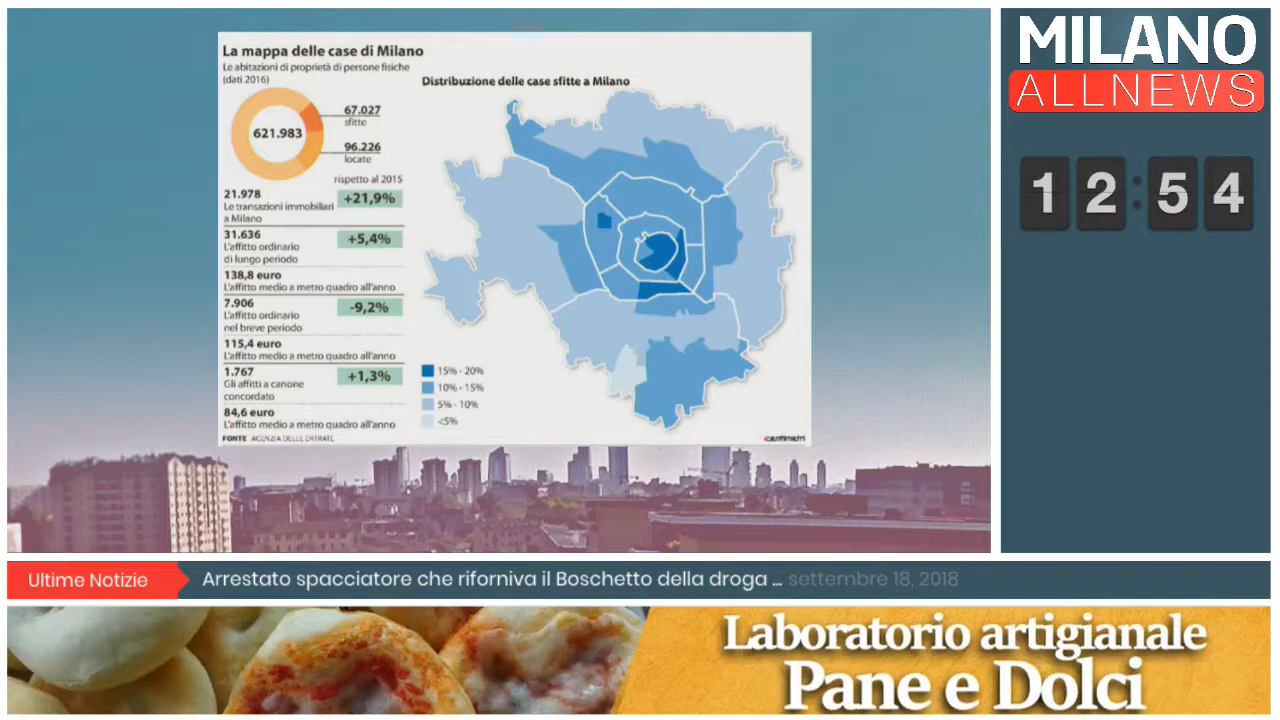 La mappa delle case di Milano
Le abitazioni di proprietà di persone fisiche
(dati 2016)
621.983
67.027
sfitte
96.226
locate
rispetto al 2015
21.978
Le transazioni immobiliari
a Milano
+21,9%
31.636
L'affitto ordinario
di lungo periodo
+5,4%
138,8 euro
L'affitto medio a metro quadro all'anno
7.906
L'affitto ordinario
nel breve periodo
-9,2%
115,4 euro
L'affitto medio a metro quadro all'anno
1.767
Gli affitti a canone
concordato
+1,3%
84,6 euro
L'affitto medio a metro quadro all'anno
FONTE AGENZIA DELLE ENTRATE
Distribuzione delle case sfitte a Milano
15% - 20%
10% - 15%
5% - 10%
<5%
centimetri
MILANO
ALLNEWS
12:54
Ultime Notizie
Arrestato spacciatore che riforniva il Boschetto della droga ... settembre 18, 2018
Laboratorio artigianale
Pane e Dolci